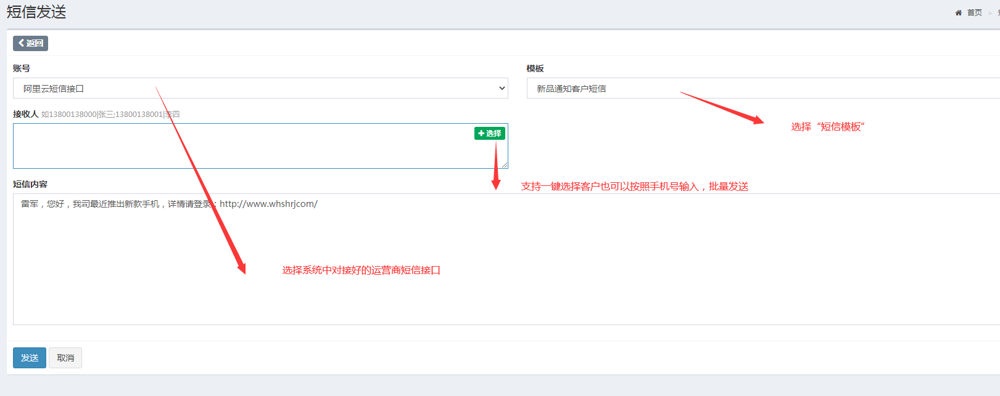 短信发送
首页 >
返回
账号
模板
阿里云短信接口
新品通知客户短信
接收人 如13800138000|张三;13800138001|李四
选择
选择“短信模板”
短信内容
支持一键选择客户也可以按照手机号输入，批量发送
雷军，您好，我司最近推出新款手机，详情请登录：http://www.whshrjcom/
选择系统中对接好的运营商短信接口
发送 取消